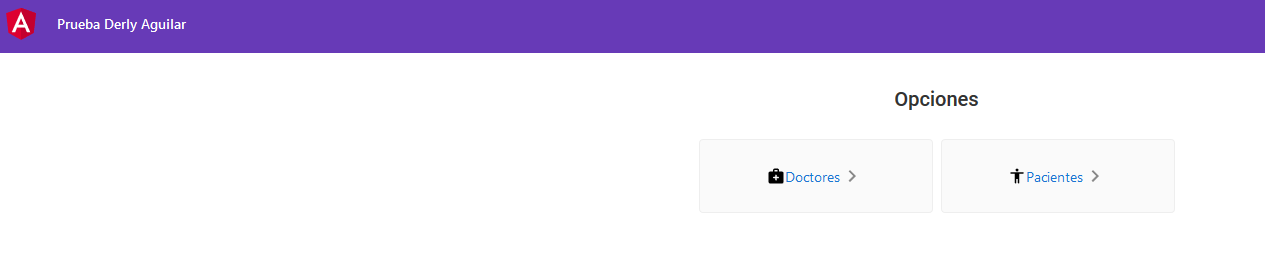 Prueba Derly Aguilar
Opciones
Doctores
Pacientes